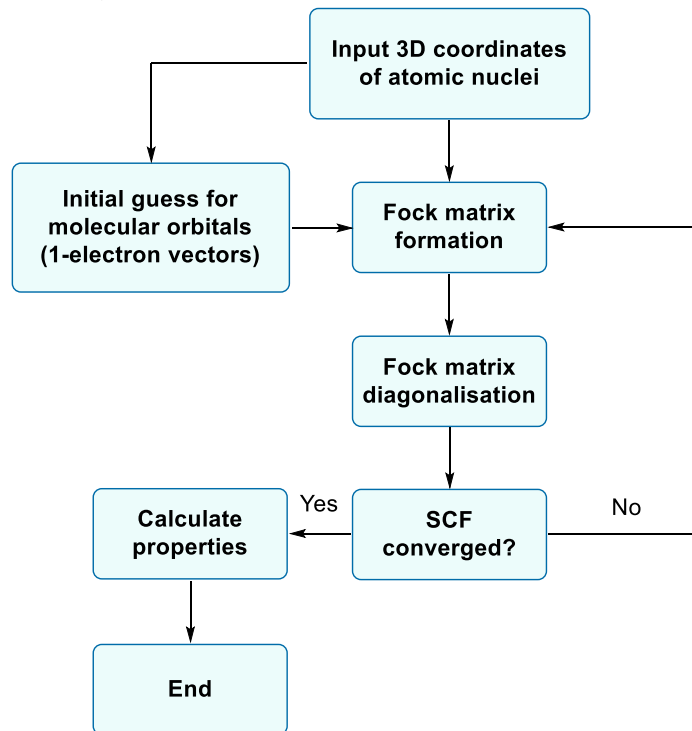 Input 3D coordinates
of atomic nuclei
Initial guess for
molecular orbitals
(1-electron vectors)
Fock matrix
formation
Fock matrix
diagonalisation
SCF
converged?
Yes
No
Calculate
properties
End